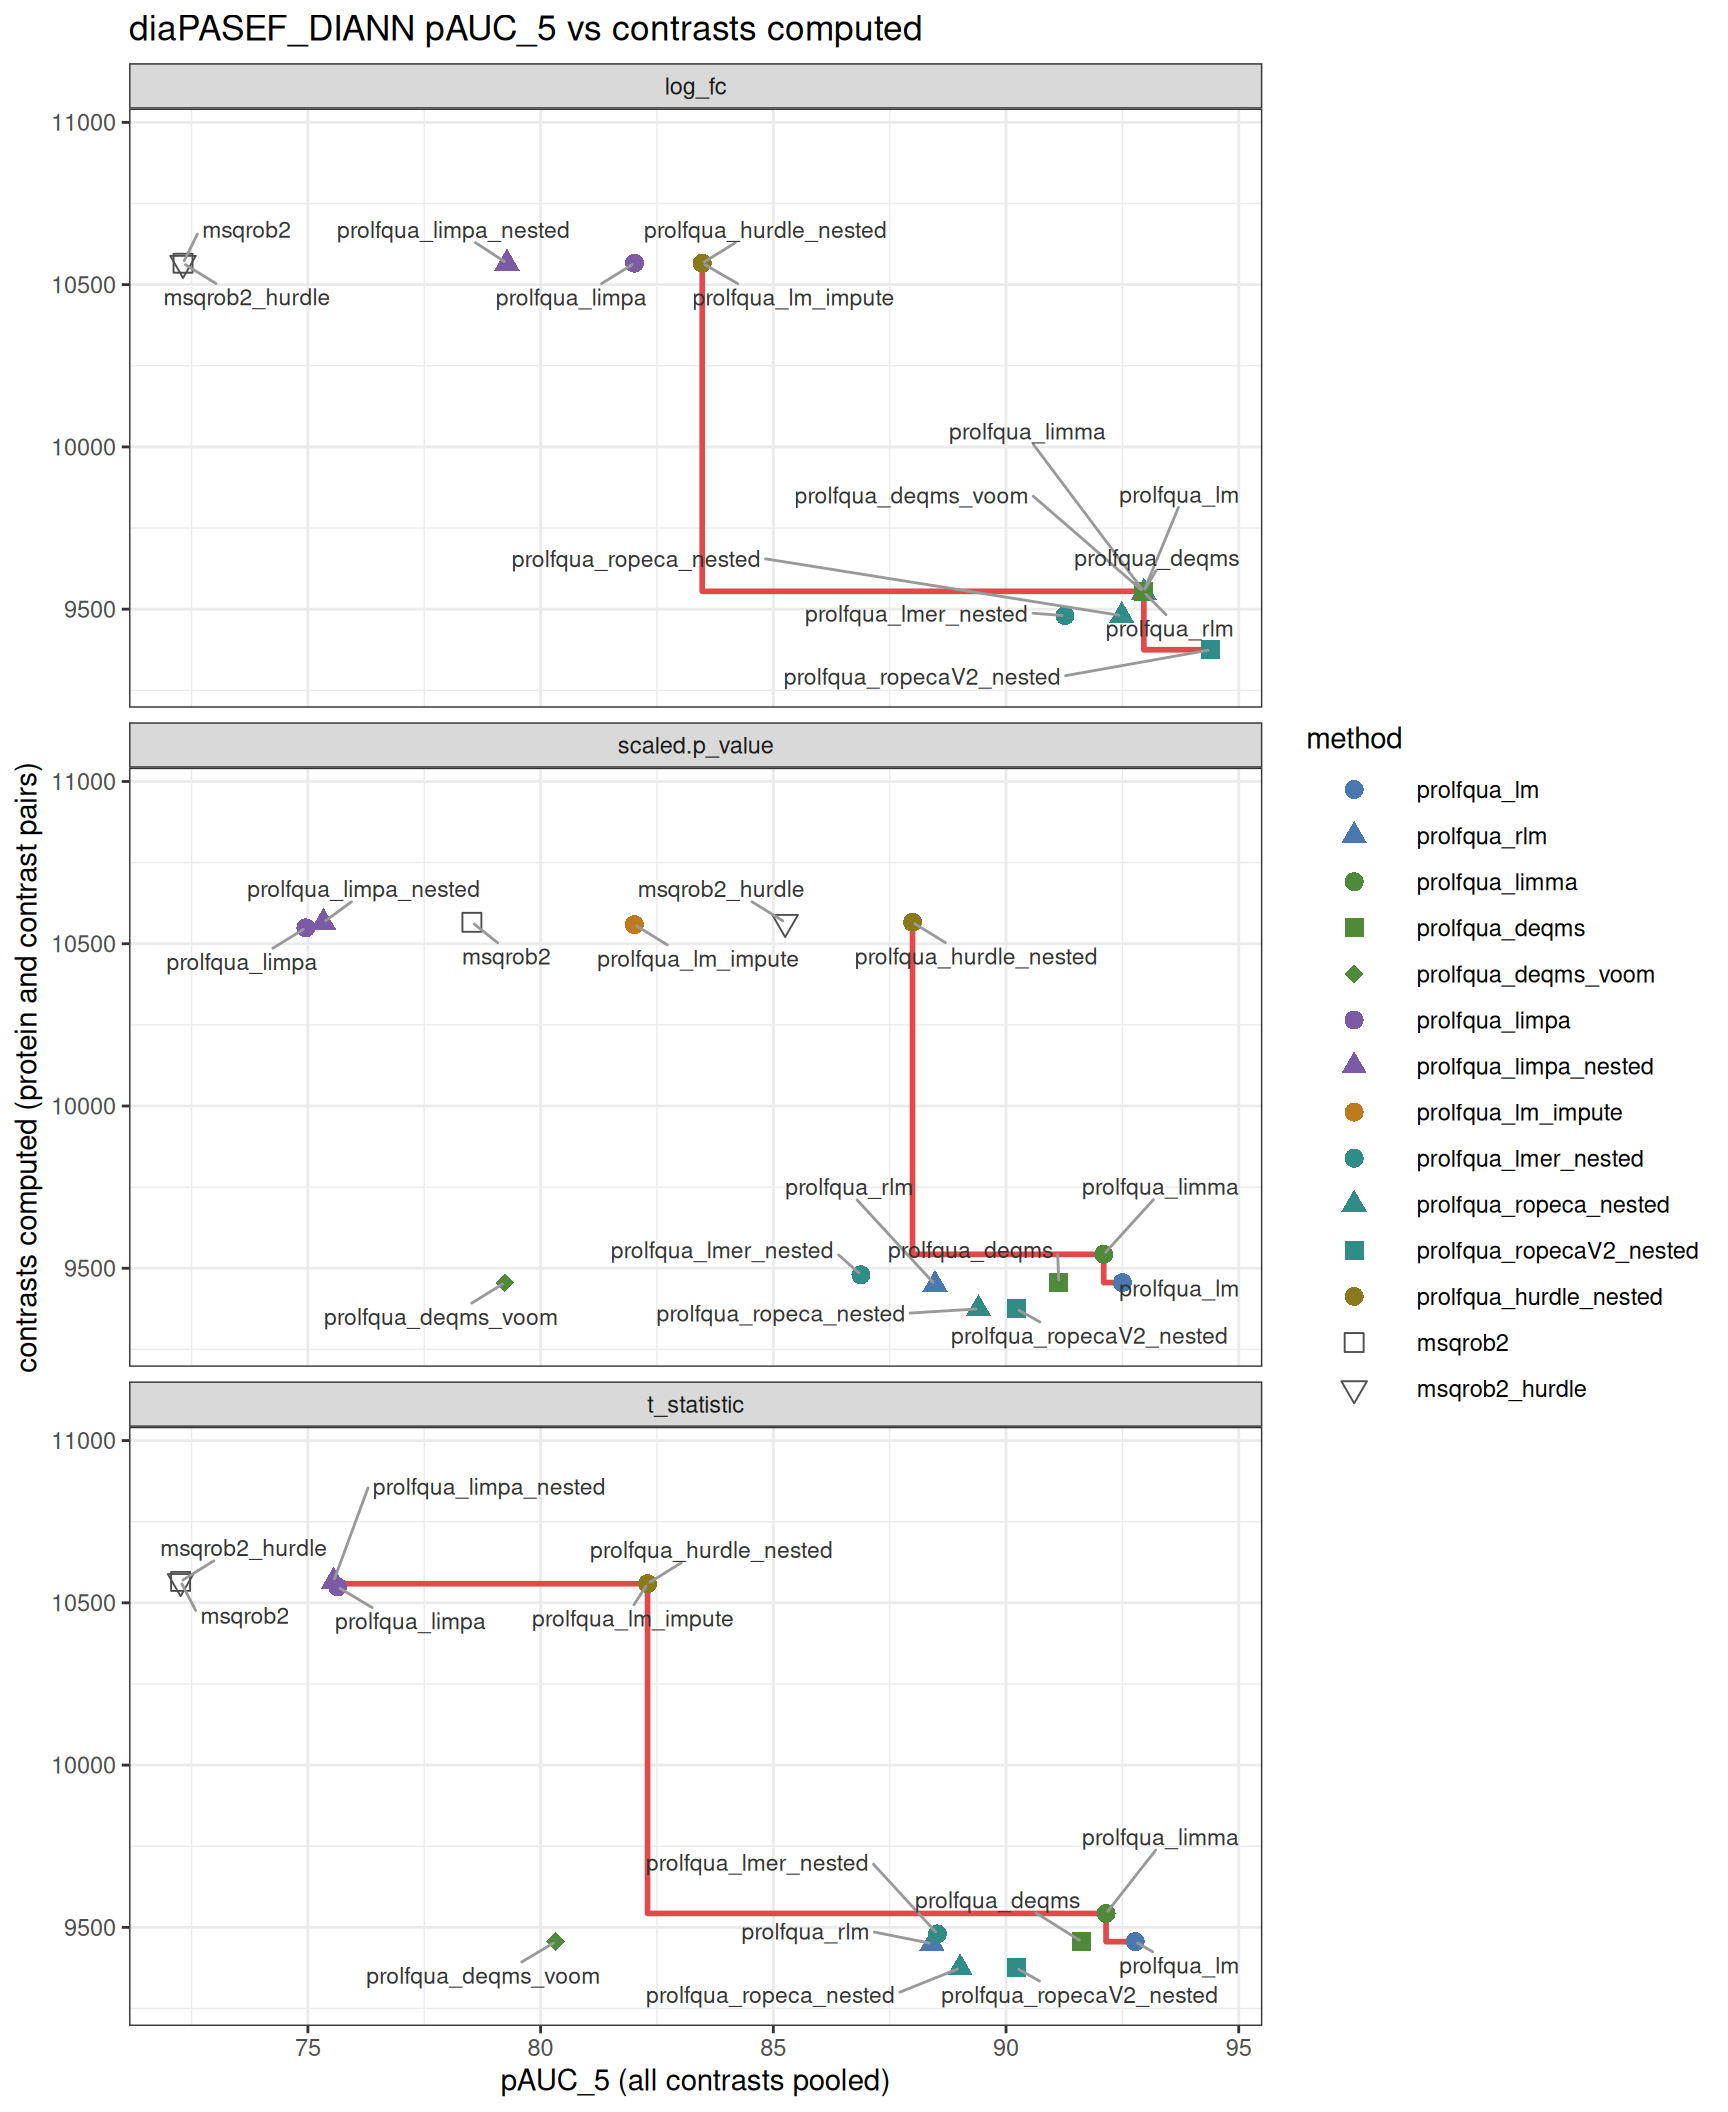 diaPASEF_DIANN pAUC_5 vs contrasts computed
log_fc
11000
10500
10000
9500
msqrob2
prolfqua_limpa_nested
prolfqua_hurdle_nested
msqrob2_hurdle
prolfqua_limpa
prolfqua_lm_impute
prolfqua_limma
prolfqua_deqms_voom
prolfqua_lm
prolfqua_ropeca_nested
prolfqua_deqms
prolfqua_lmer_nested
prolfqua_rlm
prolfqua_ropecaV2_nested
scaled.p_value
11000
10500
10000
9500
prolfqua_limpa_nested
msqrob2_hurdle
prolfqua_limpa
msqrob2
prolfqua_lm_impute
prolfqua_hurdle_nested
prolfqua_rlm
prolfqua_limma
prolfqua_lmer_nested
prolfqua_deqms
prolfqua_lm
prolfqua_deqms_voom
prolfqua_ropeca_nested
prolfqua_ropecaV2_nested
t_statistic
11000
10500
10000
9500
prolfqua_limpa_nested
msqrob2_hurdle
prolfqua_hurdle_nested
msqrob2
prolfqua_limpa
prolfqua_lm_impute
prolfqua_limma
prolfqua_lmer_nested
prolfqua_deqms
prolfqua_rlm
prolfqua_lm
prolfqua_deqms_voom
prolfqua_ropeca_nested
prolfqua_ropecaV2_nested
75
80
85
90
95
pAUC_5 (all contrasts pooled)
contrasts computed (protein and contrast pairs)
method
prolfqua_lm
prolfqua_rlm
prolfqua_limma
prolfqua_deqms
prolfqua_deqms_voom
prolfqua_limpa
prolfqua_limpa_nested
prolfqua_lm_impute
prolfqua_lmer_nested
prolfqua_ropeca_nested
prolfqua_ropecaV2_nested
prolfqua_hurdle_nested
msqrob2
msqrob2_hurdle